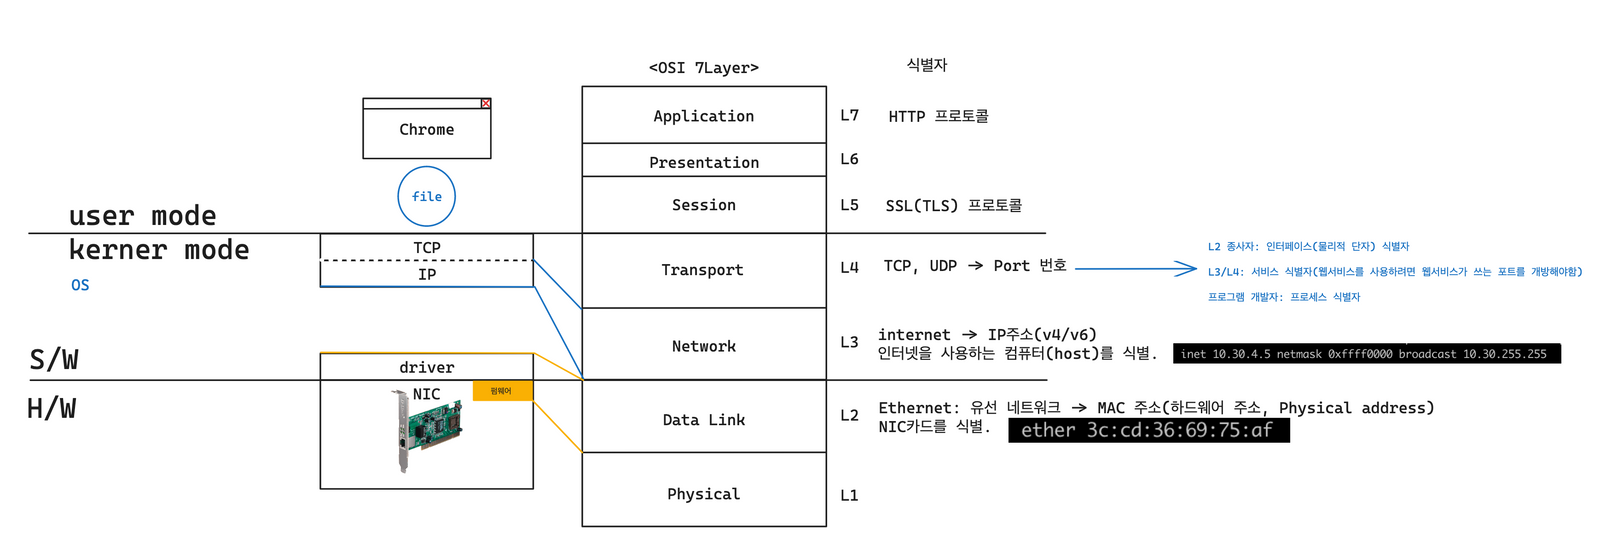 <OSI 7Layer>
식별자
Chrome
file
Application
L7
HTTP 프로토콜
Presentation
L6
Session
L5
SSL(TLS) 프로토콜
user mode
kerner mode
OS
TCP
IP
Transport
L4
TCP, UDP → Port 번호
L2 종사자: 인터페이스(물리적 단자) 식별자
L3/L4: 서비스 식별자(웹서비스를 사용하려면 웹서비스가 쓰는 포트를 개방해야함)
프로그램 개발자: 프로세스 식별자
Network
L3
internet → IP주소(v4/v6)
인터넷을 사용하는 컴퓨터(host)를 식별.
inet 10.30.4.5 netmask 0xffff0000 broadcast 10.30.255.255
S/W
H/W
driver
NIC
펌웨어
Data Link
L2
Ethernet: 유선 네트워크 → MAC 주소(하드웨어 주소, Physical address)
NIC카드를 식별.
ether 3c:cd:36:69:75:af
Physical
L1